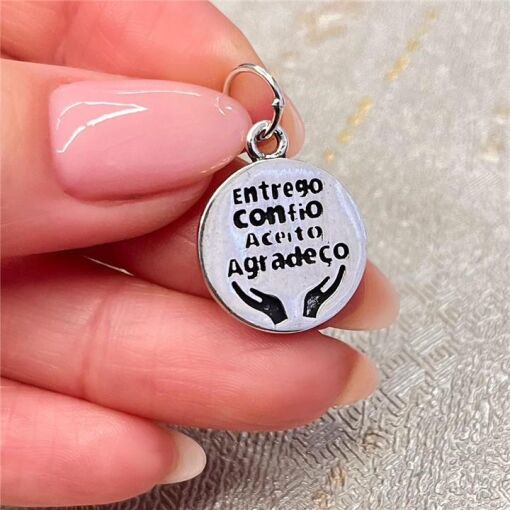 Entrego
confio
Aceito
Agradeço